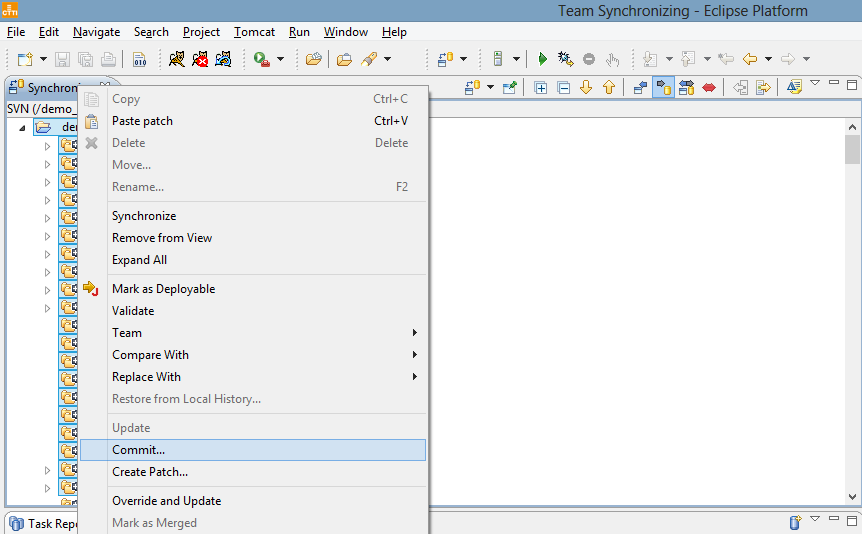 CTTI
Team Synchronizing - Eclipse Platform
File Edit Navigate Search Project Tomcat Run Window Help
010
Synchroni
SVN (/demo_
de
Copy Ctrl+C
Paste patch Ctrl+V
Delete Delete
Move...
Rename... F2
Synchronize
Remove from View
Expand All
Mark as Deployable
Validate
Team
Compare With
Replace With
Restore from Local History...
Update
Commit...
Create Patch...
Override and Update
Mark as Merged
Task Repo